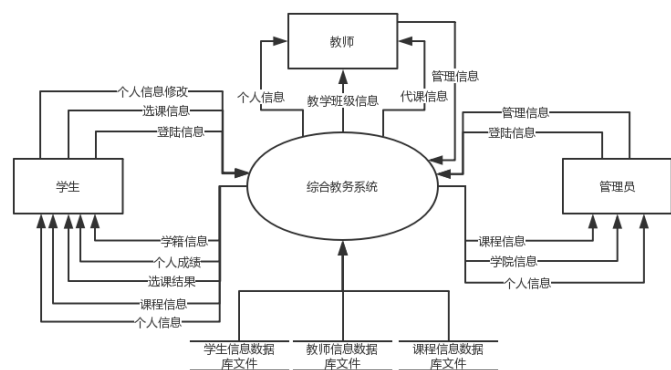 教师
管理信息
个人信息
教学班级信息
代课信息
个人信息修改
选课信息
登陆信息
管理信息
登陆信息
学生
综合教务系统
管理员
学籍信息
个人成绩
选课结果
课程信息
个人信息
课程信息
学院信息
个人信息
学生信息数据
库文件
教师信息数据
库文件
课程信息数据
库文件